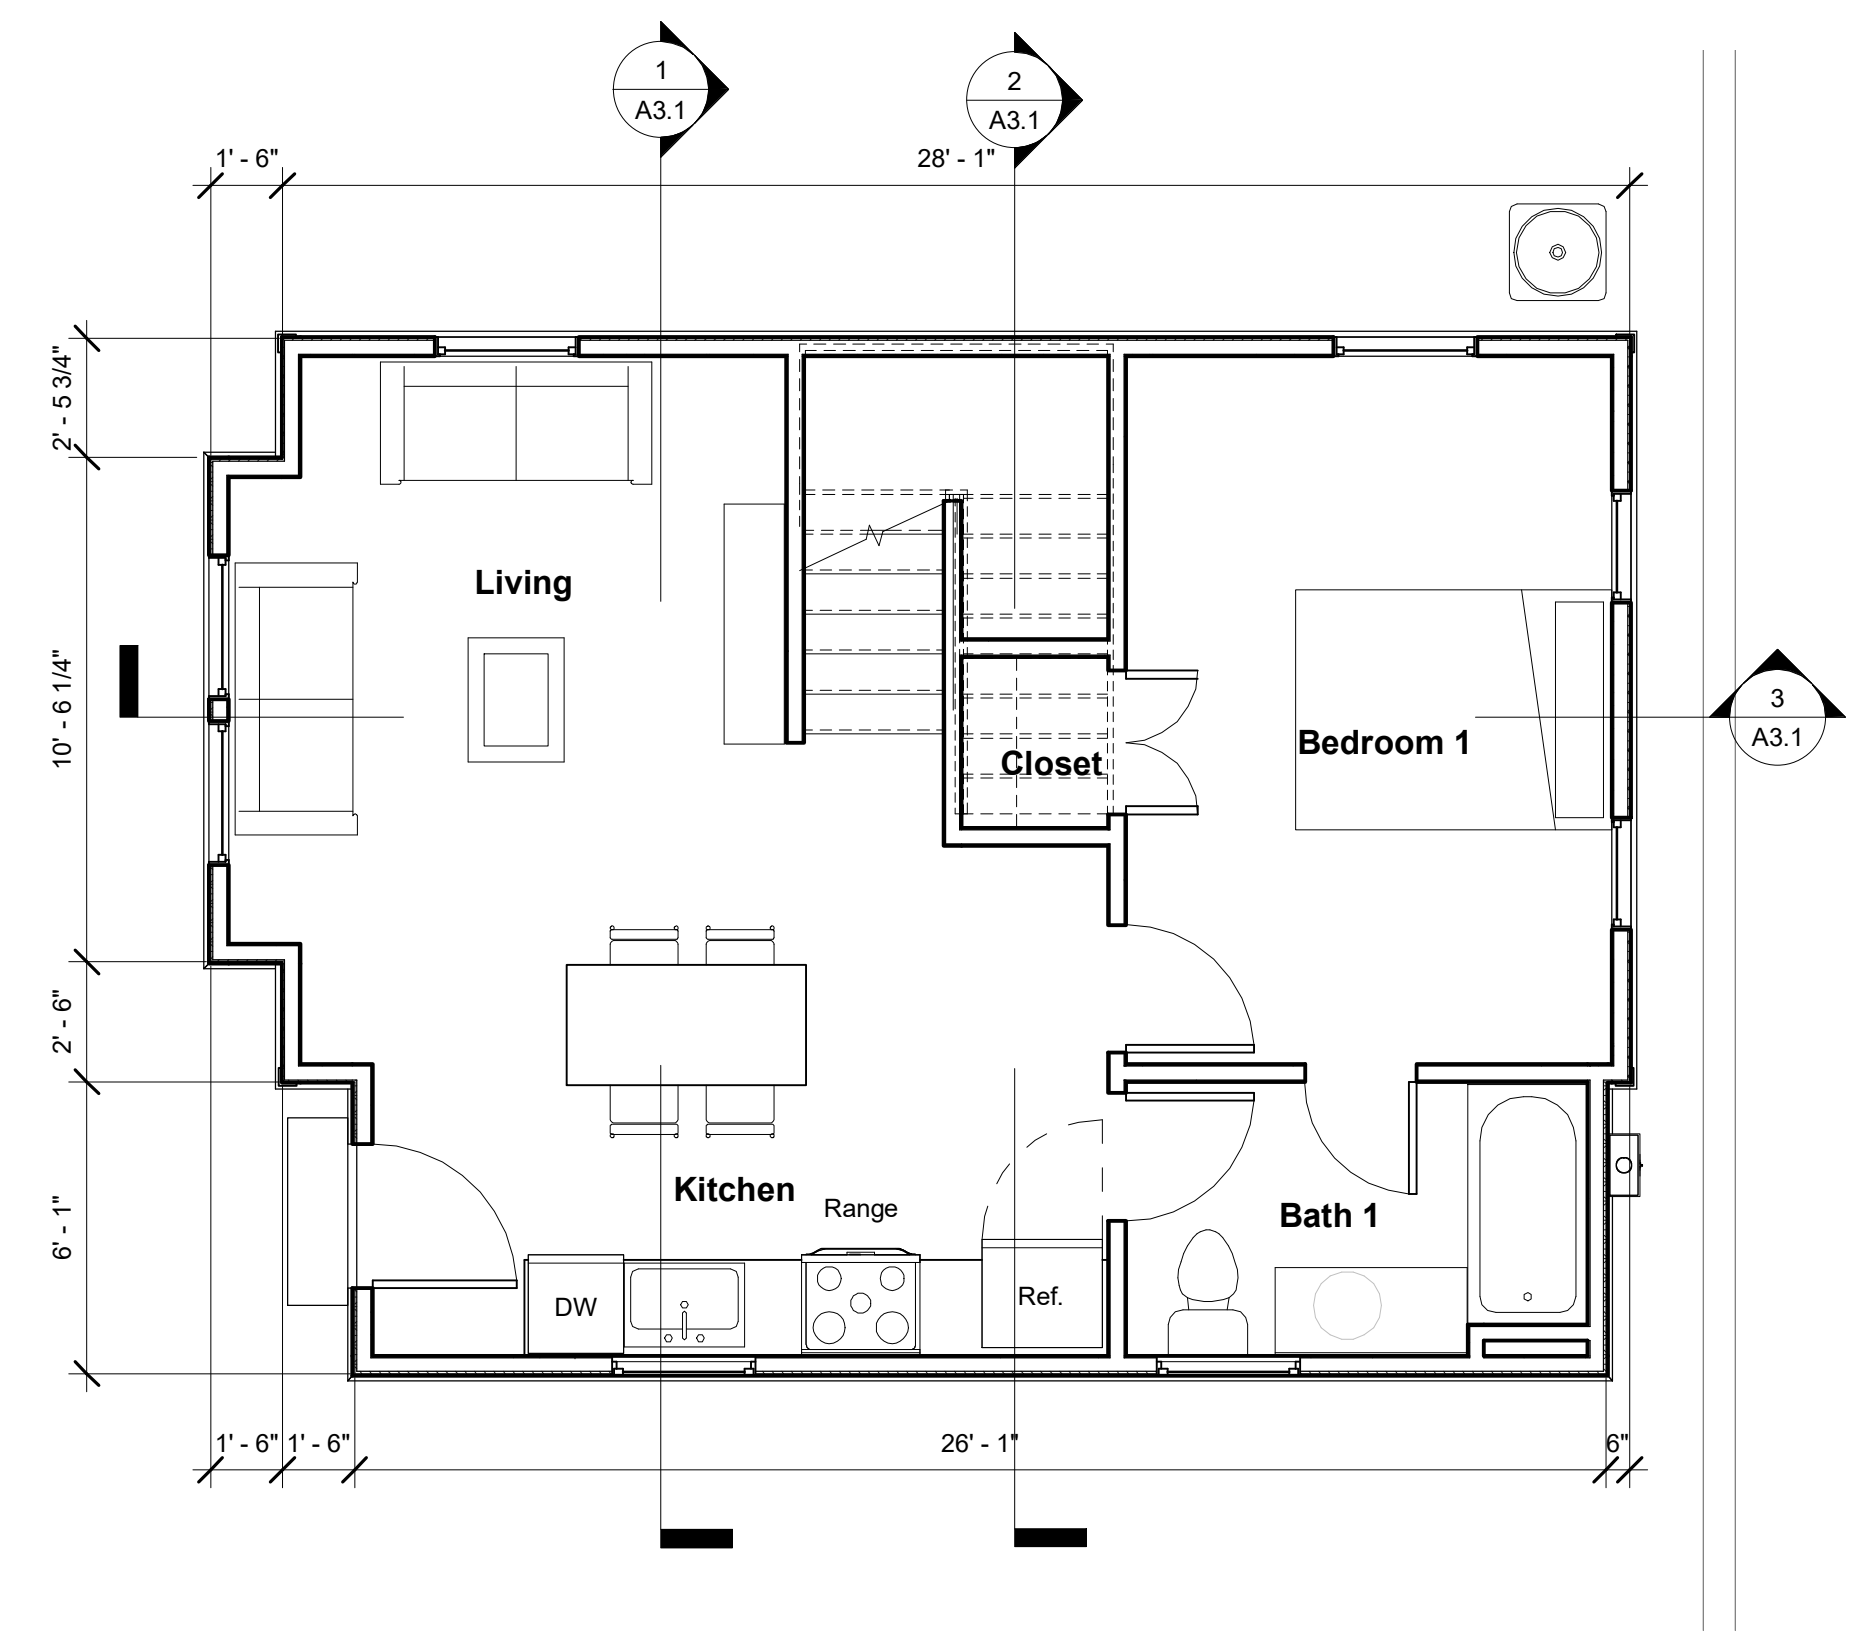 1
A3.1
2
A3.1
1' - 6"
28' - 1"
2' - 5 3/4"
10' - 6 1/4"
2' - 6"
6' - 1"
Living
Closet
Bedroom 1
3
A3.1
Kitchen
Range
Bath 1
DW
Ref.
1' - 6"
1' - 6"
26' - 1"
6"